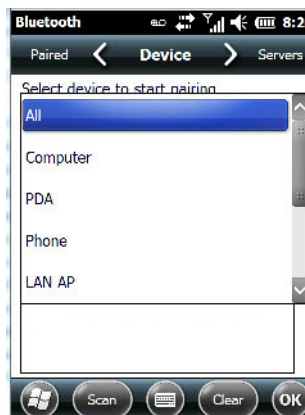 Bluetooth 8:2
Paired Device Servers
Select device to start pairing
All
Computer
PDA
Phone
LAN AP
Scan Clear OK